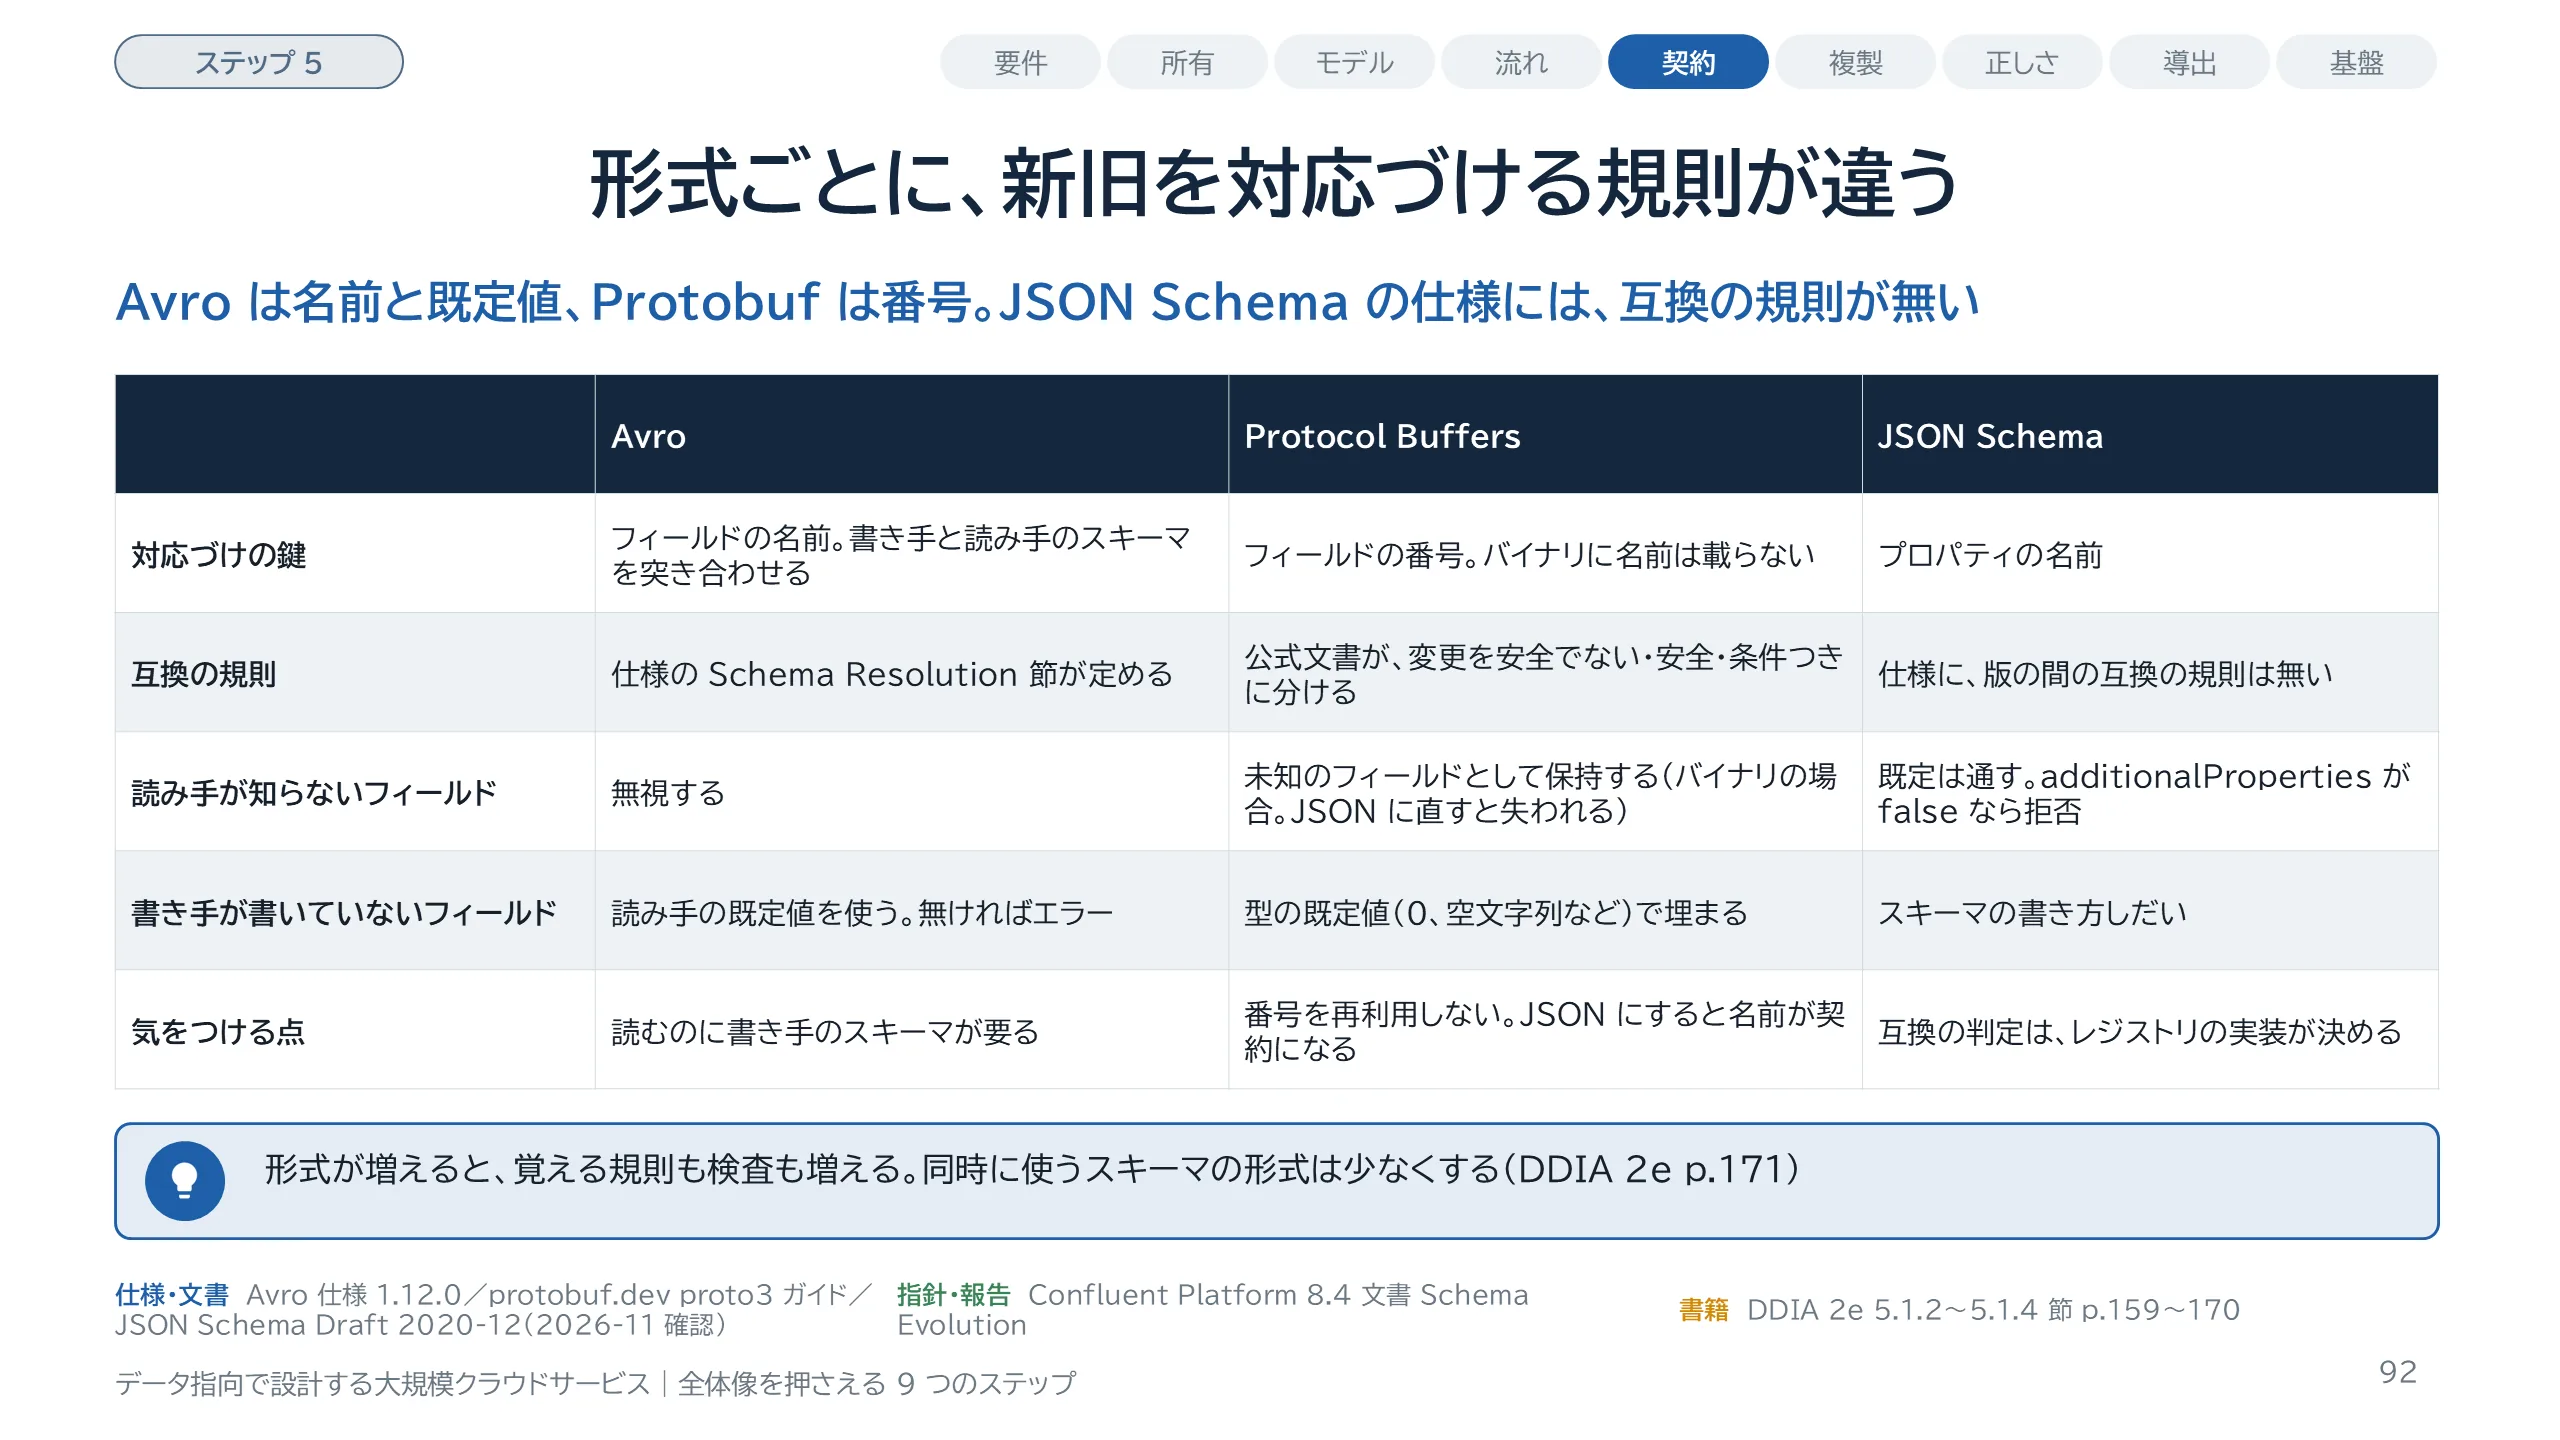 ステップ 5
要件
所有
モデル
流れ
契約
複製
正しさ
導出
基盤
形式ごとに、新旧を対応づける規則が違う
Avro は名前と既定値、Protobuf は番号。JSON Schema の仕様には、互換の規則が無い
Avro
Protocol Buffers
JSON Schema
対応づけの鍵
フィールドの名前。書き手と読み手のスキーマ
を突き合わせる
フィールドの番号。バイナリに名前は載らない
プロパティの名前
互換の規則
仕様の Schema Resolution 節が定める
公式文書が、変更を安全でない・安全・条件つき
に分ける
仕様に、版の間の互換の規則は無い
読み手が知らないフィールド
無視する
未知のフィールドとして保持する（バイナリの場
合。JSON に直すと失われる）
既定は通す。additionalProperties が
false なら拒否
書き手が書いていないフィールド
読み手の既定値を使う。無ければエラー
型の既定値（0、空文字列など）で埋まる
スキーマの書き方しだい
気をつける点
読むのに書き手のスキーマが要る
番号を再利用しない。JSON にすると名前が契
約になる
互換の判定は、レジストリの実装が決める
形式が増えると、覚える規則も検査も増える。同時に使うスキーマの形式は少なくする（DDIA 2e p.171）
仕様・文書 Avro 仕様 1.12.0／protobuf.dev proto3 ガイド／
JSON Schema Draft 2020-12（2026-11 確認）
指針・報告 Confluent Platform 8.4 文書 Schema
Evolution
書籍 DDIA 2e 5.1.2～5.1.4 節 p.159～170
データ指向で設計する大規模クラウドサービス｜全体像を押さえる 9 つのステップ
92